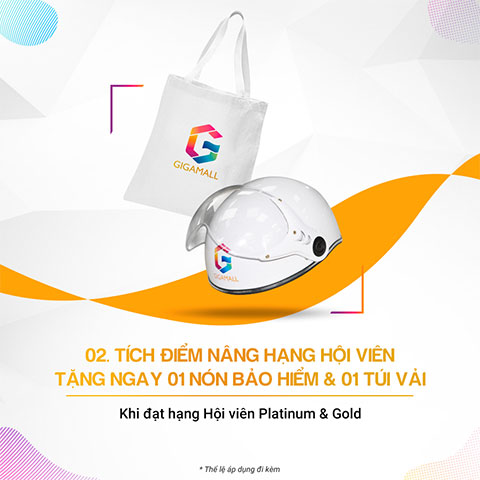 GIGAMALL
GIGAMALL
02. TÍCH ĐIỂM NÂNG HẠNG HỘI VIÊN
TẶNG NGAY 01 NÓN BẢO HIỂM & 01 TÚI VẢI
Khi đạt hạng Hội viên Platinum & Gold
* Thể lệ áp dụng đi kèm